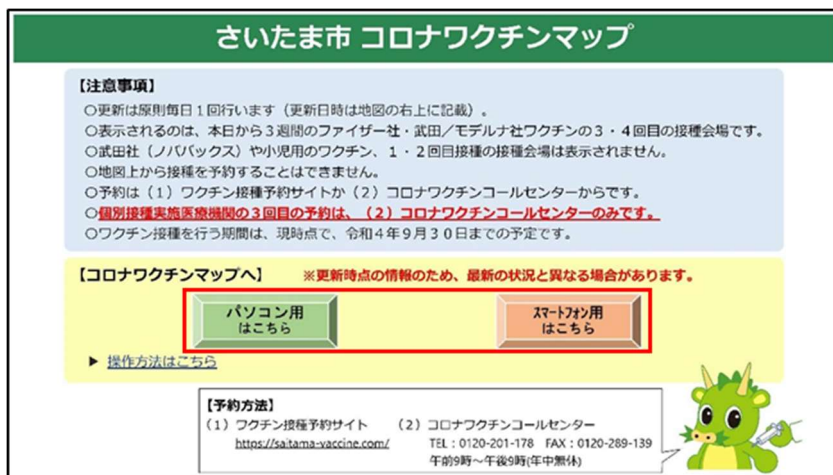 さいたま市 コロナワクチンマップ
【注意事項】
○更新は原則毎日１回行います（更新日時は地図の右上に記載）。
○表示されるのは、本日から３週間のファイザー社・武田／モデルナ社ワクチンの３・４回目の接種会場です。
○武田社（ノババックス）や小児用のワクチン、１・２回目接種の接種会場は表示されません。
○地図上から接種を予約することはできません。
○予約は（１）ワクチン接種予約サイトか（２）コロナワクチンコールセンターからです。
○個別接種実施医療機関の３回目の予約は、（２）コロナワクチンコールセンターのみです。
○ワクチン接種を行う期間は、現時点で、令和４年９月３０日までの予定です。
【コロナワクチンマップへ】 ※更新時点の情報のため、最新の状況と異なる場合があります。
パソコン用
はこちら
スマートフォン用
はこちら
▶ 操作方法はこちら
【予約方法】
（１）ワクチン接種予約サイト （２）コロナワクチンコールセンター
https://saitama-vaccine.com/ TEL：0120-201-178 FAX：0120-289-139
午前9時～午後9時(年中無休)